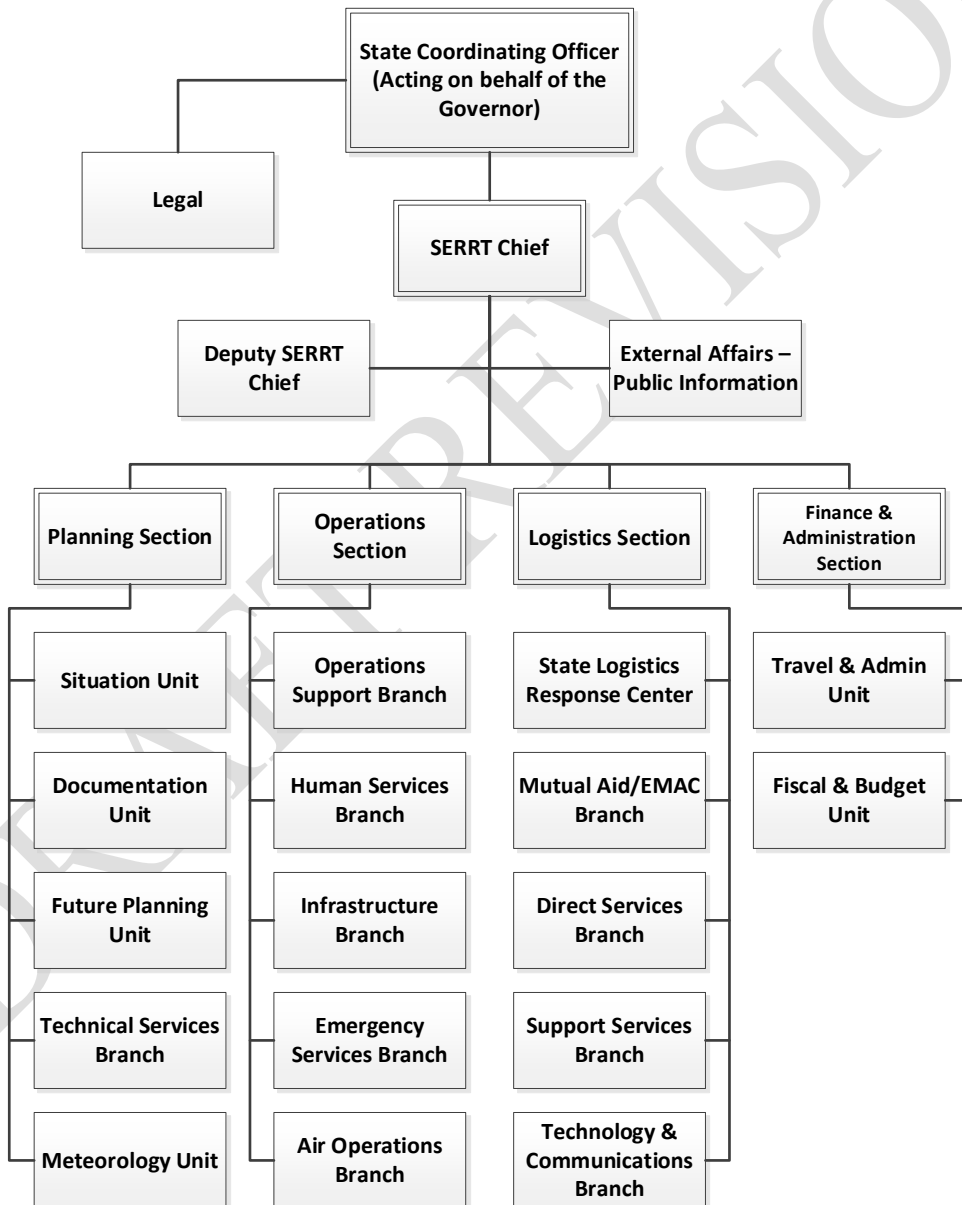 State Coordinating Officer
(Acting on behalf of the
Governor)
Legal
SERRT Chief
Deputy SERRT
Chief
External Affairs –
Public Information
Planning Section
Operations
Section
Logistics Section
Finance &
Administration
Section
Situation Unit
Operations
Support Branch
State Logistics
Response Center
Travel & Admin
Unit
Documentation
Unit
Human Services
Branch
Mutual Aid/EMAC
Branch
Fiscal & Budget
Unit
Future Planning
Unit
Infrastructure
Branch
Direct Services
Branch
Technical Services
Branch
Emergency
Services Branch
Support Services
Branch
Meteorology Unit
Air Operations
Branch
Technology &
Communications
Branch
DRAFT REVISIO